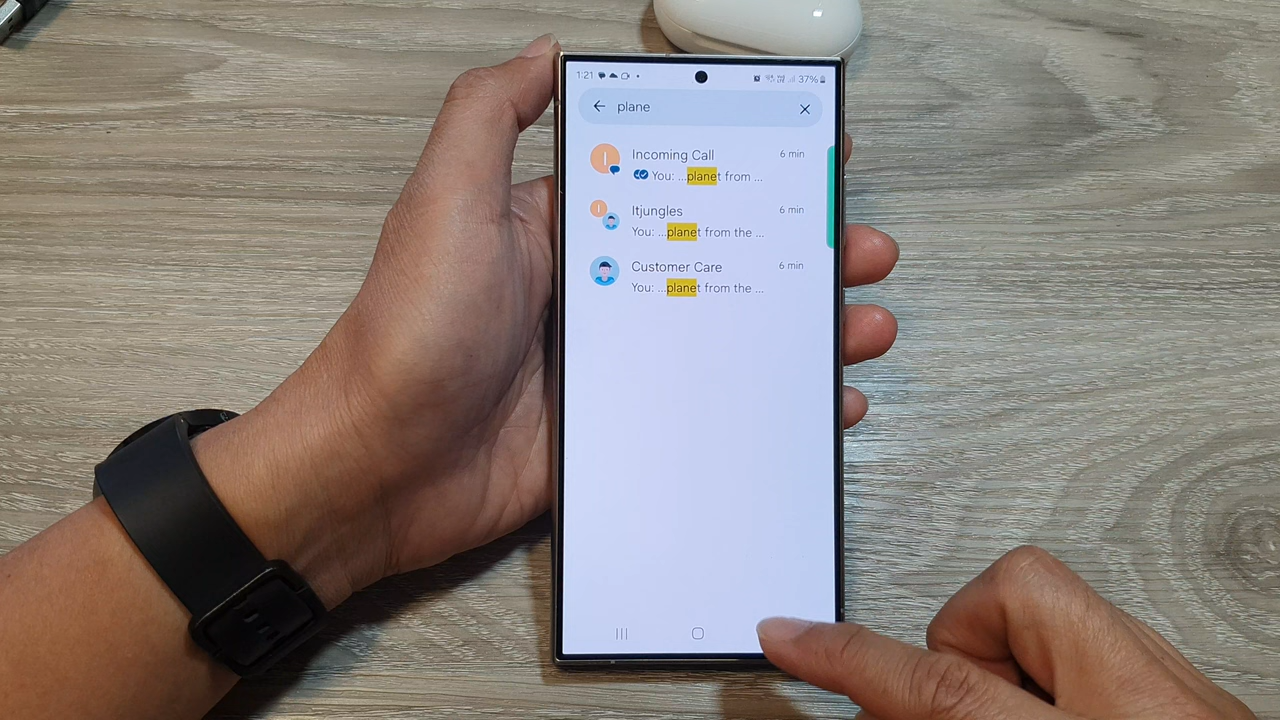 1:21 37%
plane
I Incoming Call 6 min
You: ...planet from ...
I Itjungles 6 min
You: ...planet from the ...
Customer Care 6 min
You: ...planet from the ...